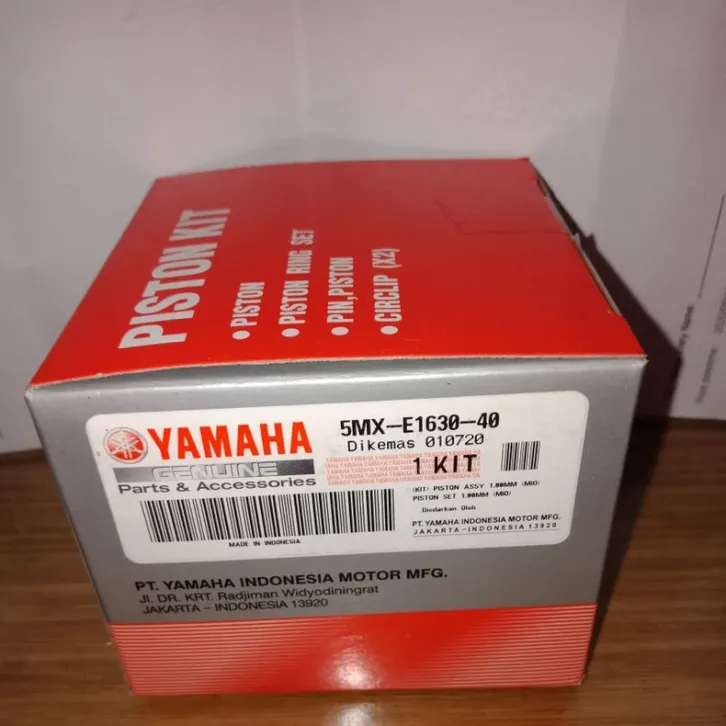 PISTON KIT
• PISTON
• PISTON RING SET
• PIN,PISTON
• CIRCLIP (X2)
YAMAHA
GENUINE
Parts & Accessories
MADE IN INDONESIA
5MX-E1630-40
Dikemas 010720
1 KIT
(KIT) PISTON ASSY 1.00MM (MIO)
PISTON SET 1.00MM (MIO)
Diedarkan Oleh
PT. YAMAHA INDONESIA MOTOR MFG.
JAKARTA-INDONESIA 13920
PT. YAMAHA INDONESIA MOTOR MFG.
Jl. DR. KRT. Radjiman Widyodiningrat
JAKARTA - INDONESIA 13920